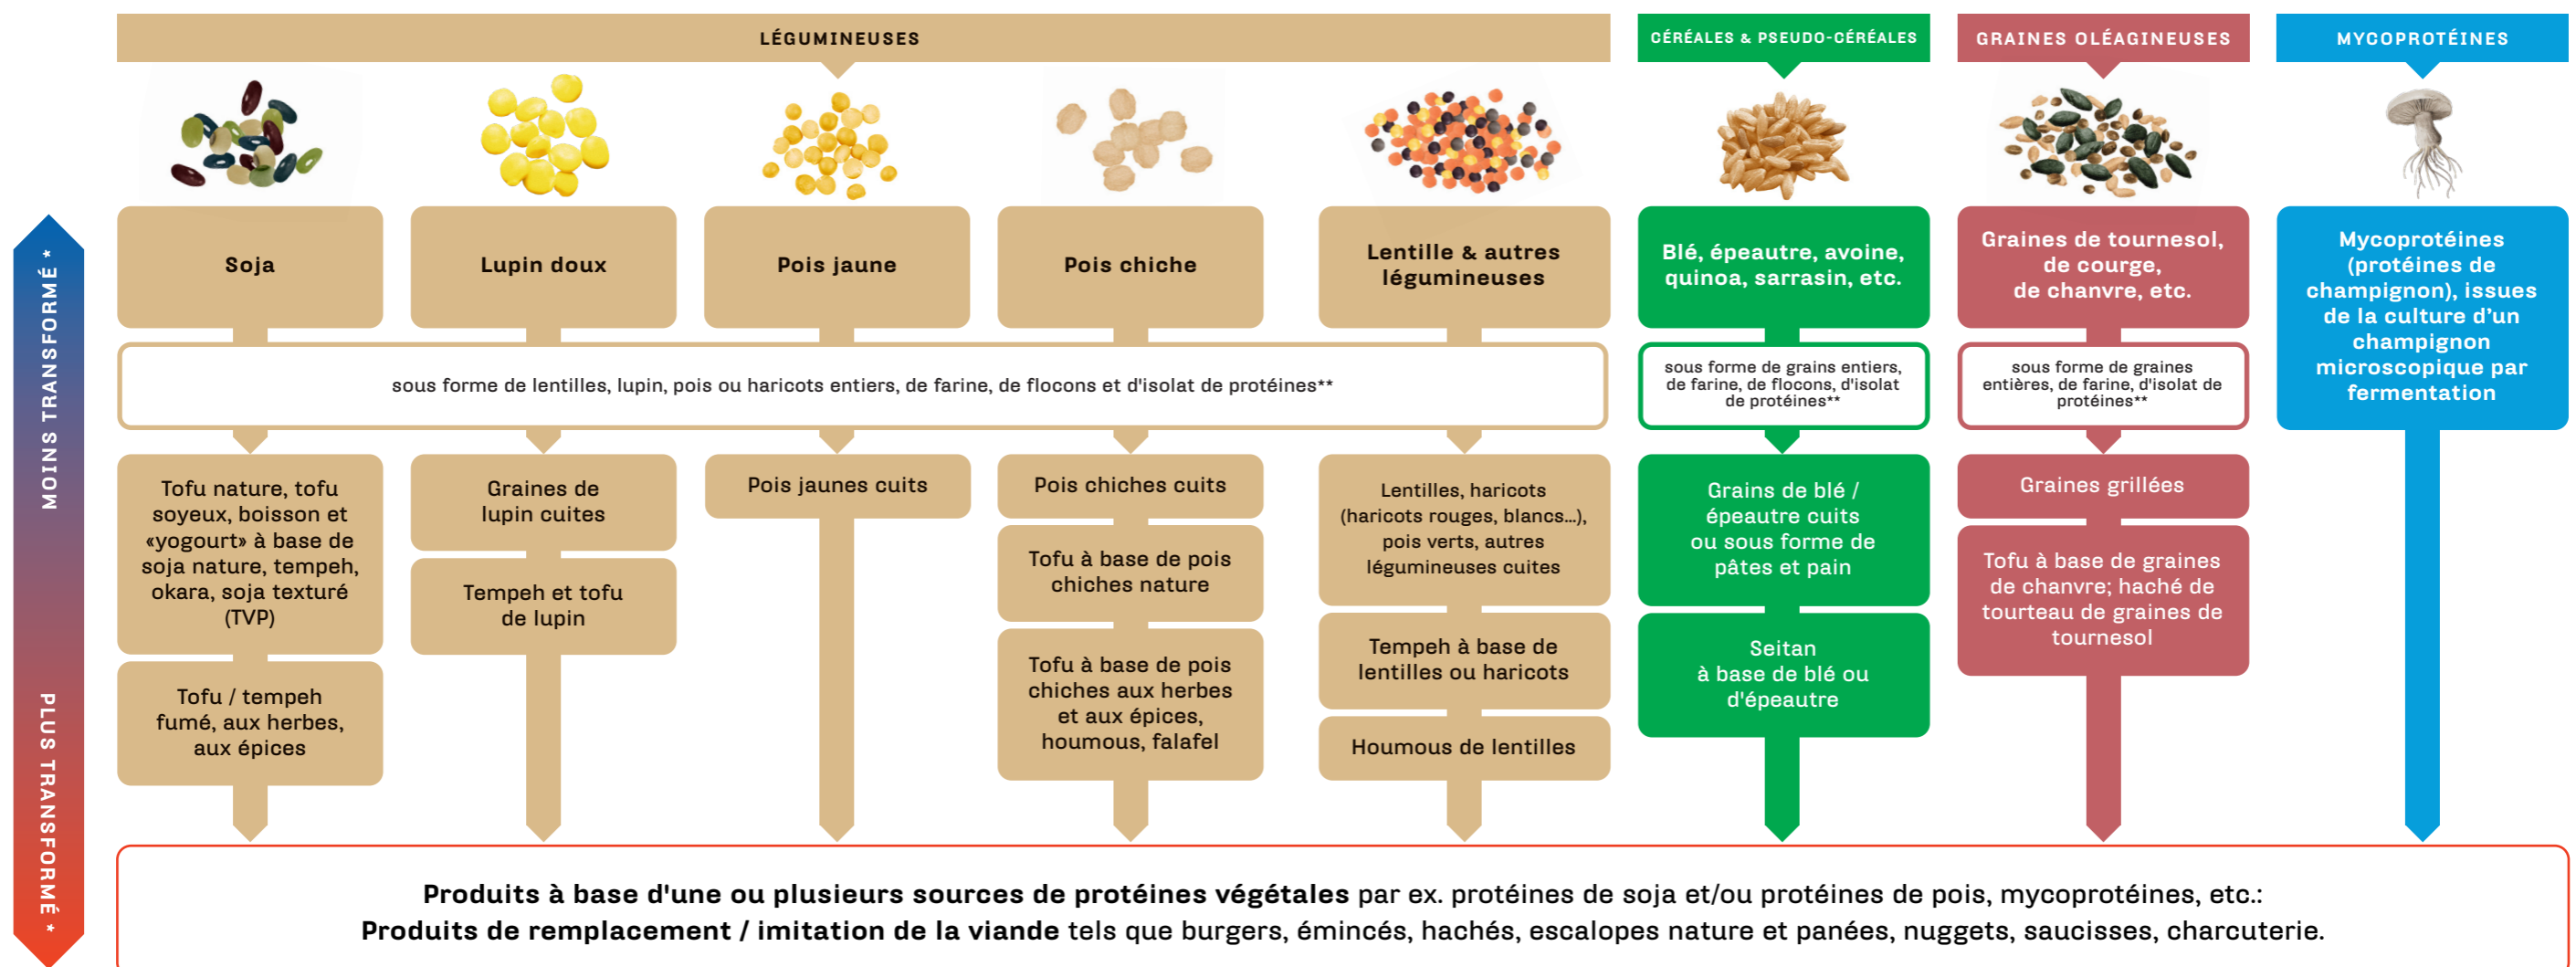 LÉGUMINEUSES
CÉRÉALES & PSEUDO-CÉRÉALES
GRAINES OLÉAGINEUSES
MYCOPROTÉINES
MOINS TRANSFORMÉ *
PLUS TRANSFORMÉ *
Soja
Lupin doux
Pois jaune
Pois chiche
Lentille & autres
légumineuses
Blé, épeautre, avoine,
quinoa, sarrasin, etc.
Graines de tournesol,
de courge,
de chanvre, etc.
Mycoprotéines
(protéines de
champignon), issues
de la culture d’un
champignon
microscopique par
fermentation
sous forme de lentilles, lupin, pois ou haricots entiers, de farine, de flocons et d'isolat de protéines**
sous forme de grains entiers,
de farine, de flocons, d'isolat
de protéines**
sous forme de graines
entières, de farine, d'isolat de
protéines**
Tofu nature, tofu
soyeux, boisson et
«yogourt» à base de
soja nature, tempeh,
okara, soja texturé
(TVP)
Tofu / tempeh
fumé, aux herbes,
aux épices
Graines de
lupin cuites
Tempeh et tofu
de lupin
Pois jaunes cuits
Pois chiches cuits
Tofu à base de pois
chiches nature
Tofu à base de pois
chiches aux herbes
et aux épices,
houmous, falafel
Lentilles, haricots
(haricots rouges, blancs...),
pois verts, autres
légumineuses cuites
Tempeh à base de
lentilles ou haricots
Houmous de lentilles
Grains de blé /
épeautre cuits
ou sous forme de
pâtes et pain
Seitan
à base de blé ou
d'épeautre
Graines grillées
Tofu à base de graines
de chanvre; haché de
tourteau de graines de
tournesol
Produits à base d'une ou plusieurs sources de protéines végétales par ex. protéines de soja et/ou protéines de pois, mycoprotéines, etc.:
Produits de remplacement / imitation de la viande tels que burgers, émincés, hachés, escalopes nature et panées, nuggets, saucisses, charcuterie.